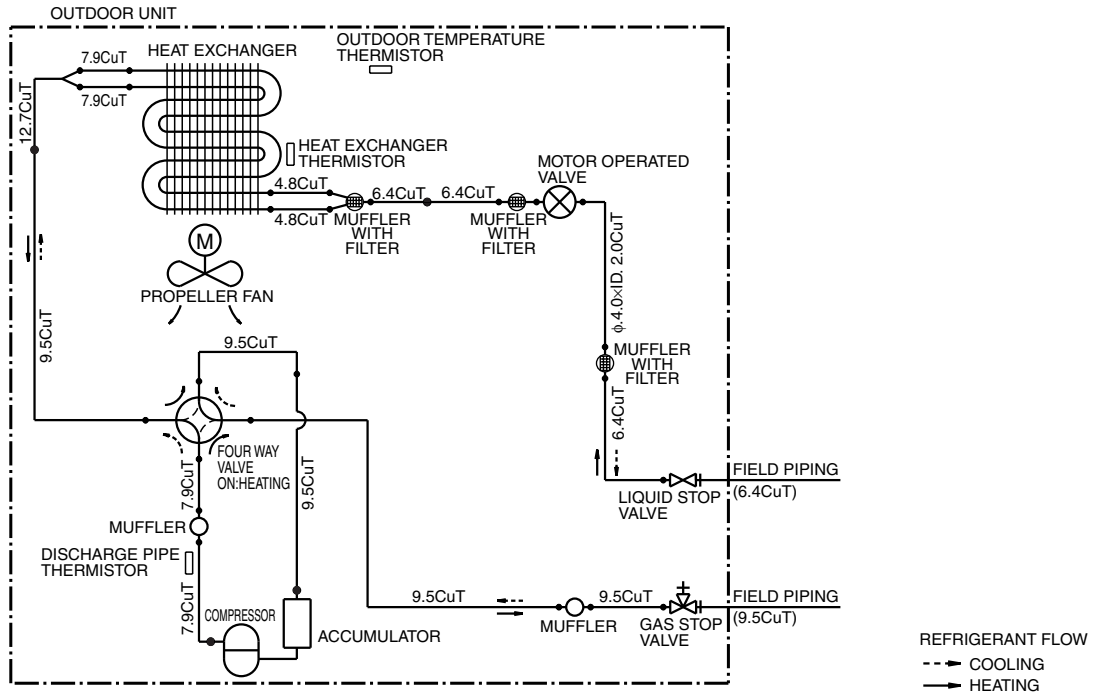 OUTDOOR UNIT
7.9CuT
HEAT EXCHANGER
OUTDOOR TEMPERATURE
THERMISTOR
7.9CuT
12.7CuT
HEAT EXCHANGER
THERMISTOR
MOTOR OPERATED
VALVE
4.8CuT
6.4CuT
6.4CuT
4.8CuT
MUFFLER
WITH
FILTER
MUFFLER
WITH
FILTER
M
PROPELLER FAN
ϕ.4.0×ID. 2.0CuT
9.5CuT
9.5CuT
MUFFLER
WITH
FILTER
6.4CuT
FOUR WAY
VALVE
ON:HEATING
7.9CuT
9.5CuT
FIELD PIPING
(6.4CuT)
LIQUID STOP
VALVE
MUFFLER
DISCHARGE PIPE
THERMISTOR
7.9CuT
COMPRESSOR
ACCUMULATOR
9.5CuT
9.5CuT
FIELD PIPING
(9.5CuT)
MUFFLER
GAS STOP
VALVE
REFRIGERANT FLOW
COOLING
HEATING